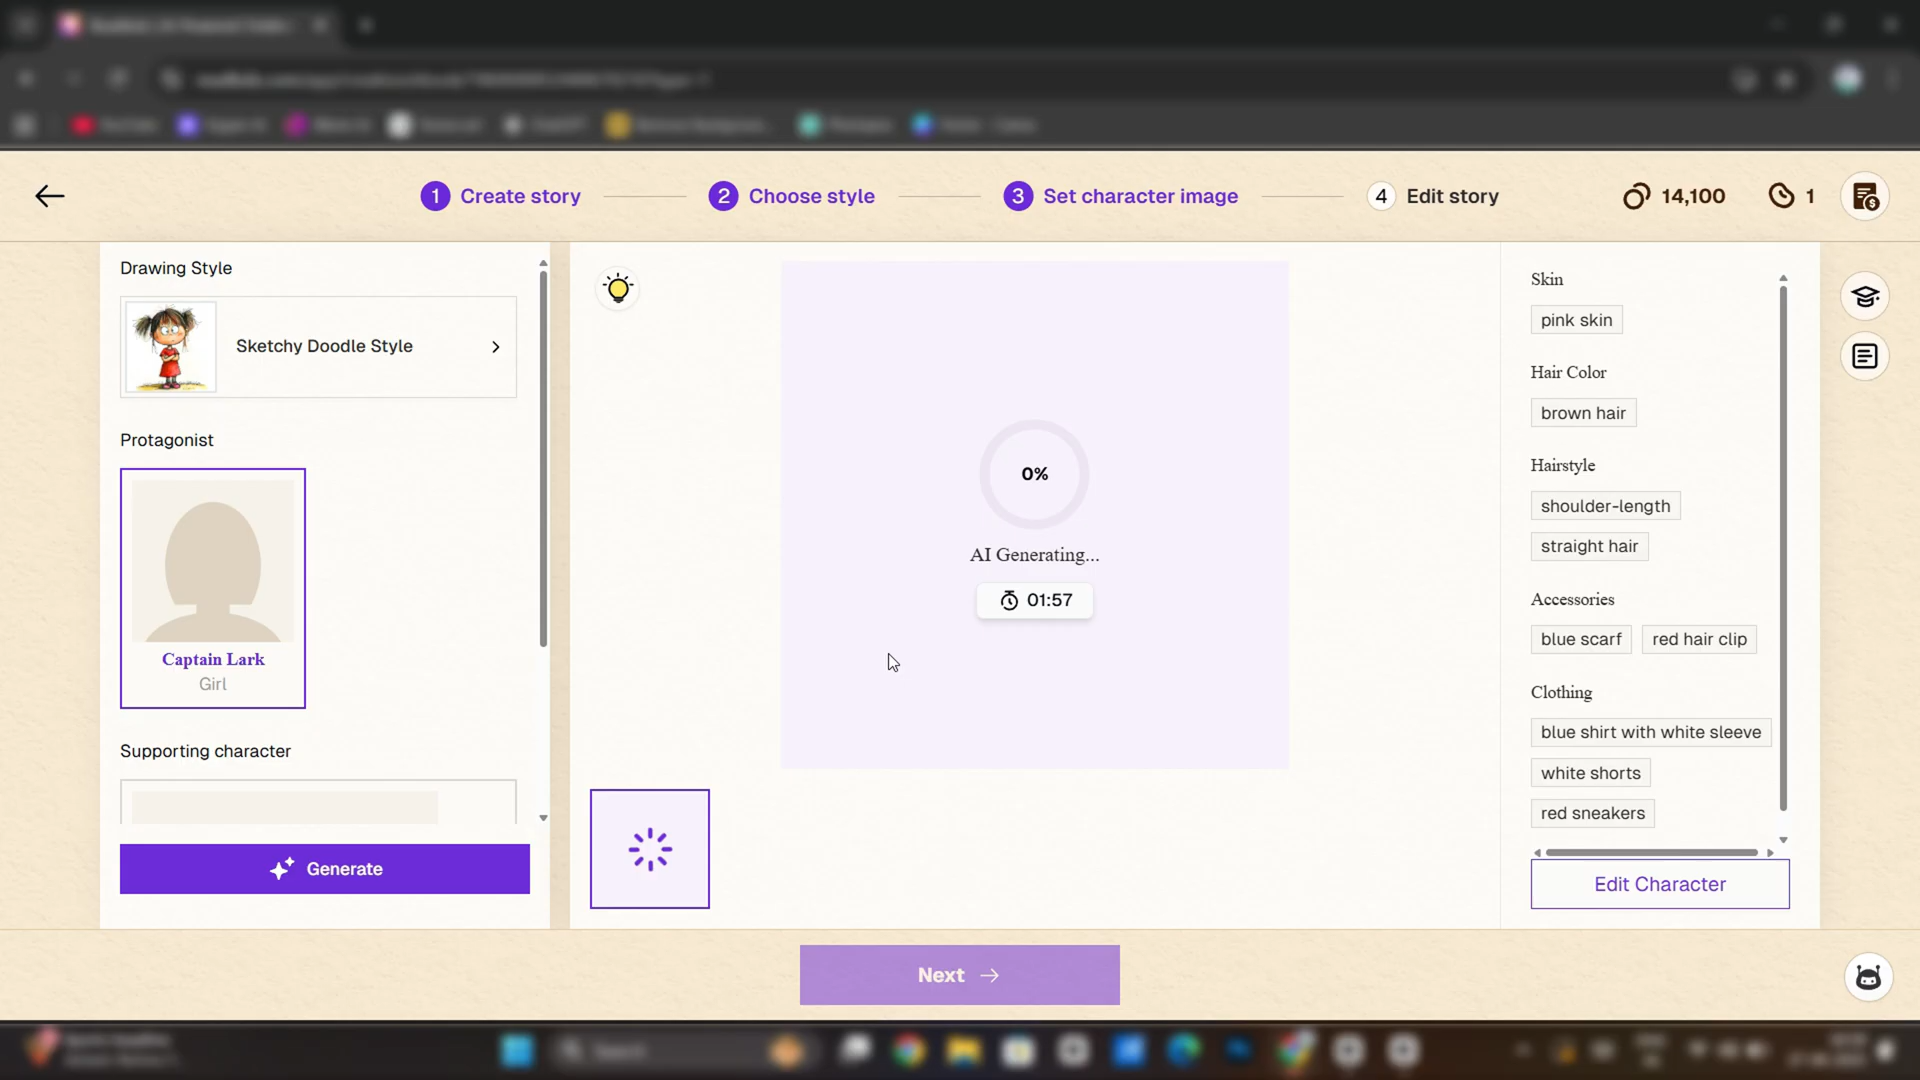 1 Create story
2 Choose style
3 Set character image
4 Edit story
14,100
1
Drawing Style
Sketchy Doodle Style
Protagonist
Captain Lark
Girl
Supporting character
Generate
0%
AI Generating...
01:57
Skin
pink skin
Hair Color
brown hair
Hairstyle
shoulder-length
straight hair
Accessories
blue scarf red hair clip
Clothing
blue shirt with white sleeve
white shorts
red sneakers
Edit Character
Next